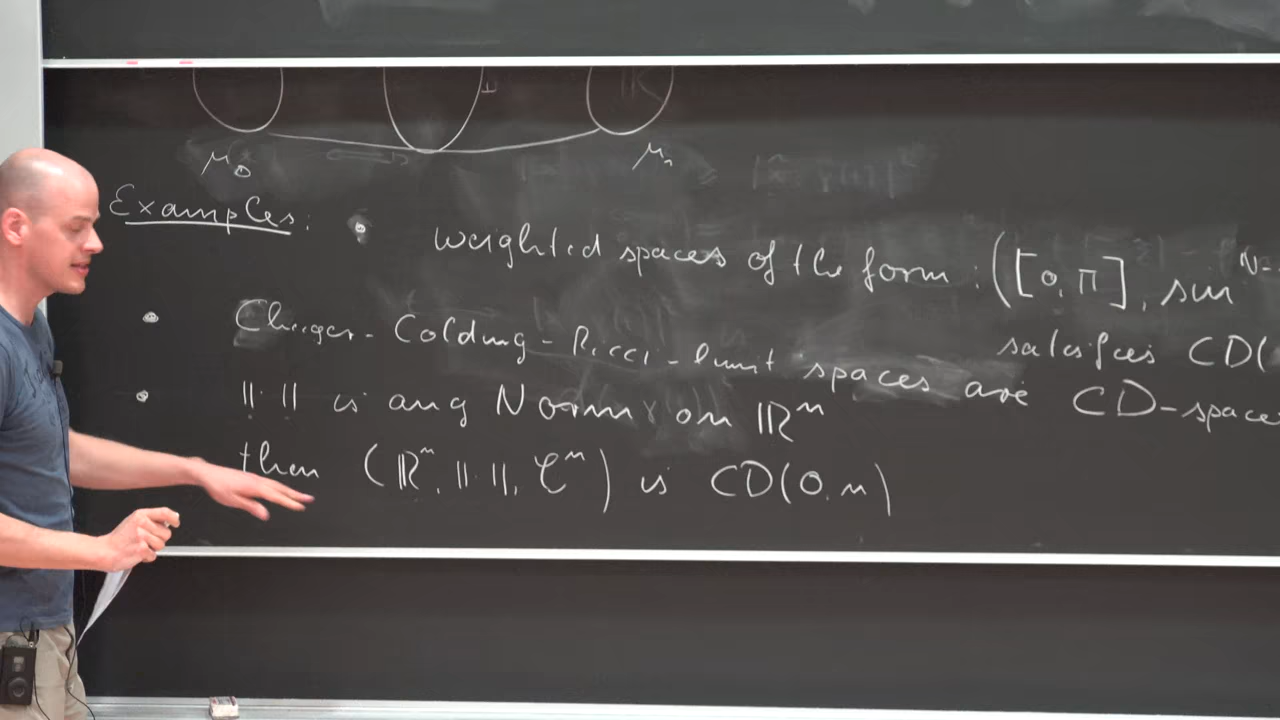 μ₀ μ₁
Examples: • weighted spaces of the form: ([0,π], sin^N-
satisfies CD(
• Cheeger-Colding-Ricci-limit spaces are CD-space
• ||·|| is any Norm on ℝⁿ
then (ℝⁿ, ||·||, ℒⁿ) is CD(0,n)